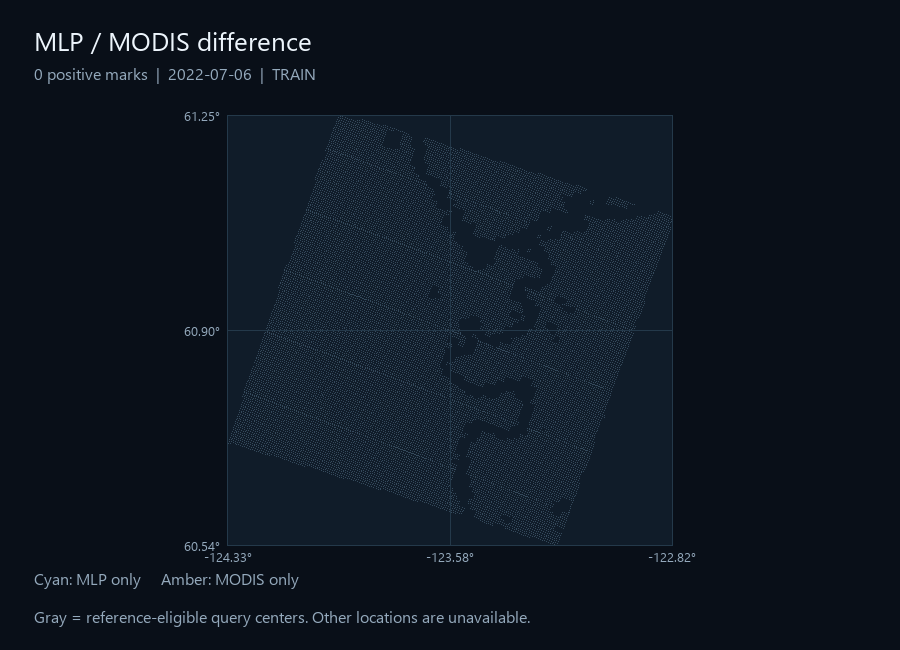 MLP / MODIS difference
0 positive marks | 2022-07-06 | TRAIN
61.25°
60.90°
60.54°
-124.33° -123.58° -122.82°
Cyan: MLP only Amber: MODIS only
Gray = reference-eligible query centers. Other locations are unavailable.